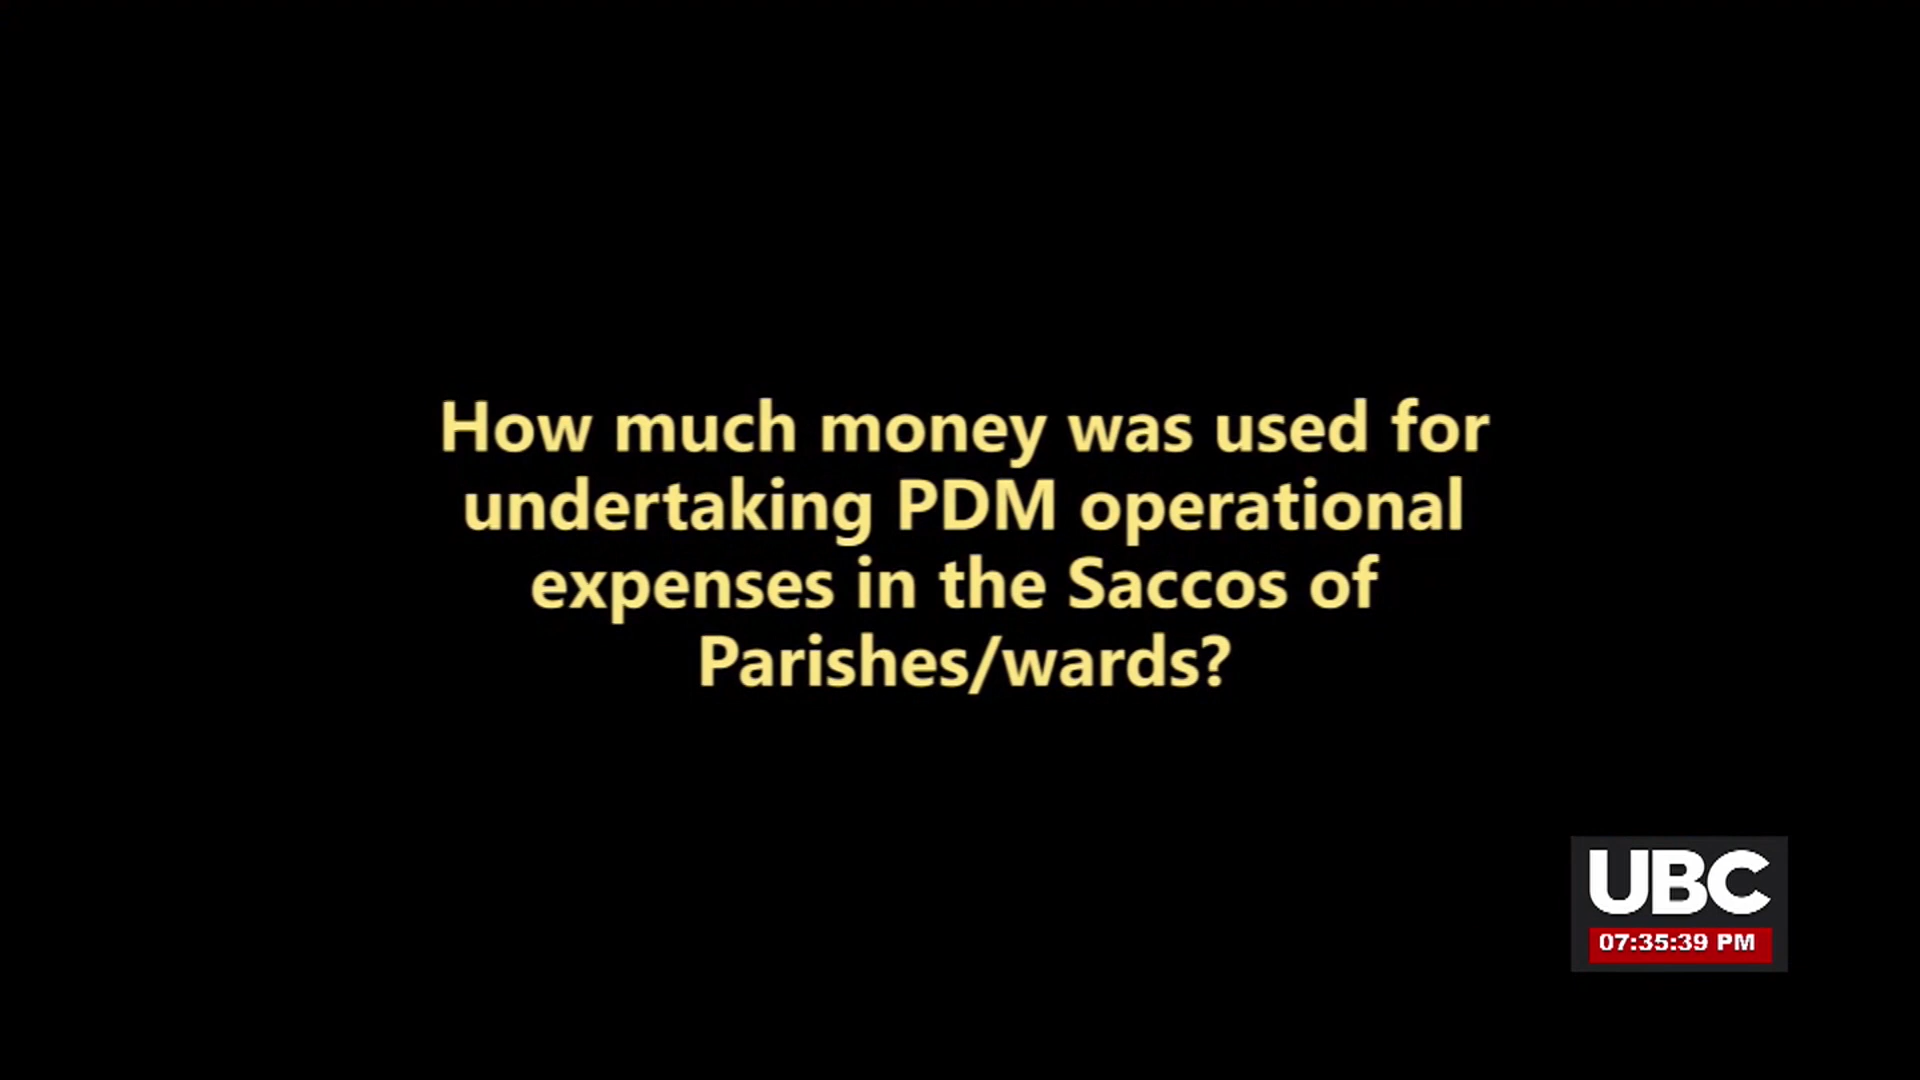 How much money was used for
undertaking PDM operational
expenses in the Saccos of
Parishes/wards?
UBC
07:35:39 PM